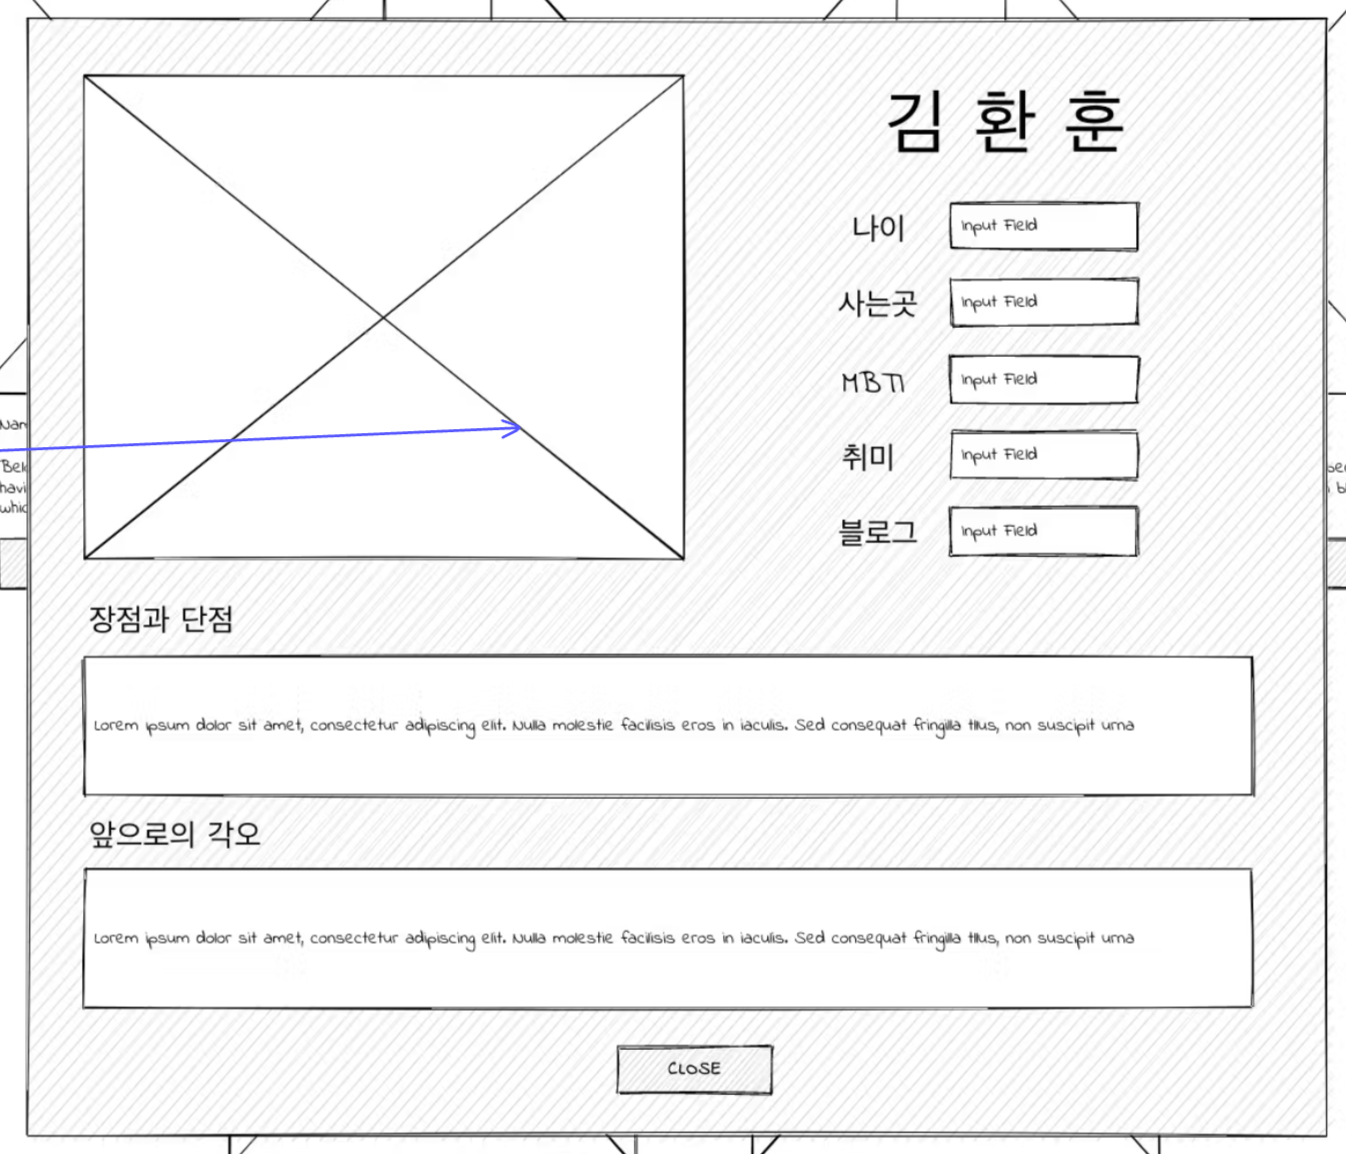 김 환 훈
나이 Input Field
사는곳 Input Field
MBTI Input Field
취미 Input Field
블로그 Input Field
장점과 단점
Lorem ipsum dolor sit amet, consectetur adipiscing elit. Nulla molestie facilisis eros in iaculis. Sed consequat fringilla tllus, non suscipit urna
앞으로의 각오
Lorem ipsum dolor sit amet, consectetur adipiscing elit. Nulla molestie facilisis eros in iaculis. Sed consequat fringilla tllus, non suscipit urna
CLOSE